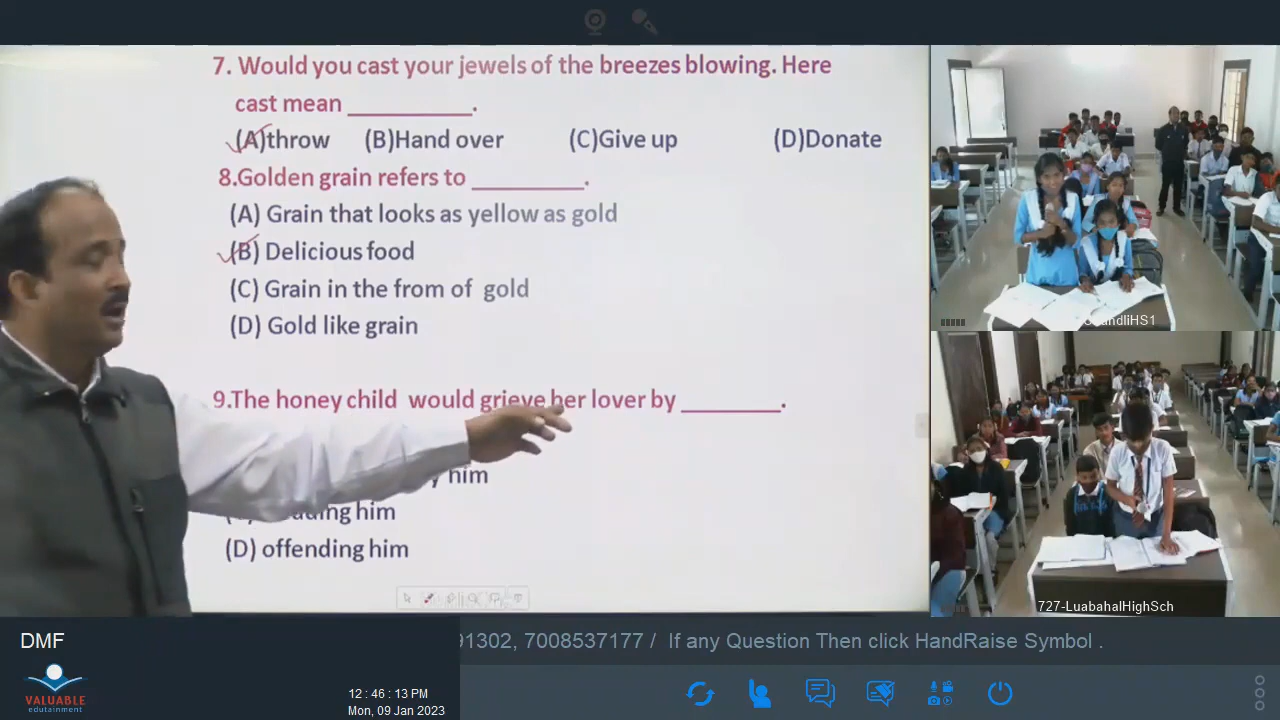 7. Would you cast your jewels of the breezes blowing. Here
cast mean __________.
(A)throw (B)Hand over (C)Give up (D)Donate
8.Golden grain refers to _________.
(A) Grain that looks as yellow as gold
(B) Delicious food
(C) Grain in the from of gold
(D) Gold like grain
9.The honey child would grieve her lover by ________.
him
him
(D) offending him
HS1
727-LuabahalHighSch
DMF
91302, 7008537177 / If any Question Then click HandRaise Symbol .
VALUABLE
edutainment
12 : 46 : 13 PM
Mon, 09 Jan 2023